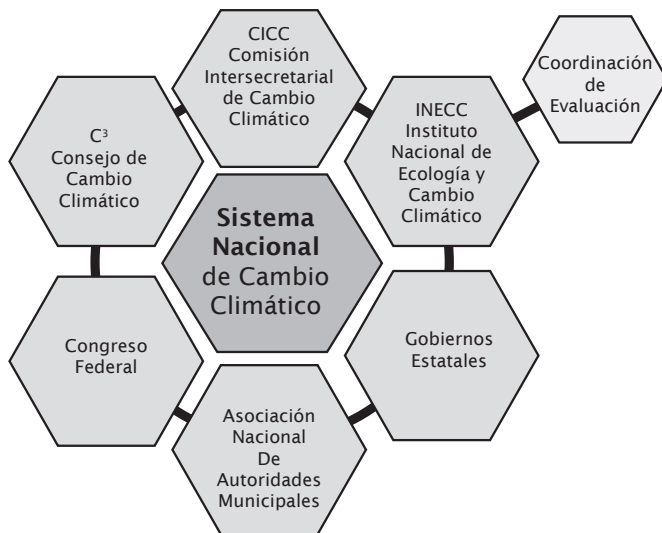 CICC
Comisión
Intersecretarial
de Cambio
Climático
Coordinación
de
Evaluación
C³
Consejo de
Cambio
Climático
INECC
Instituto
Nacional de
Ecología y
Cambio
Climático
Sistema
Nacional
de Cambio
Climático
Congreso
Federal
Gobiernos
Estatales
Asociación
Nacional
De
Autoridades
Municipales